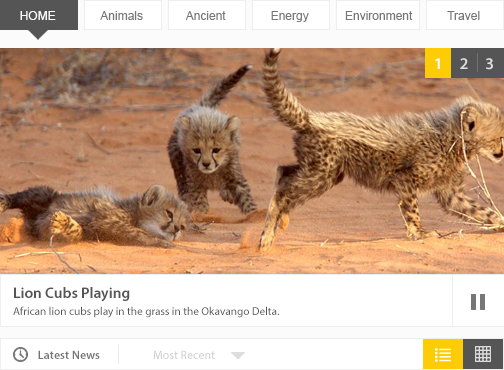 HOME
Animals
Ancient
Energy
Environment
Travel
1 2 3
Lion Cubs Playing
African lion cubs play in the grass in the Okavango Delta.
Latest News
Most Recent